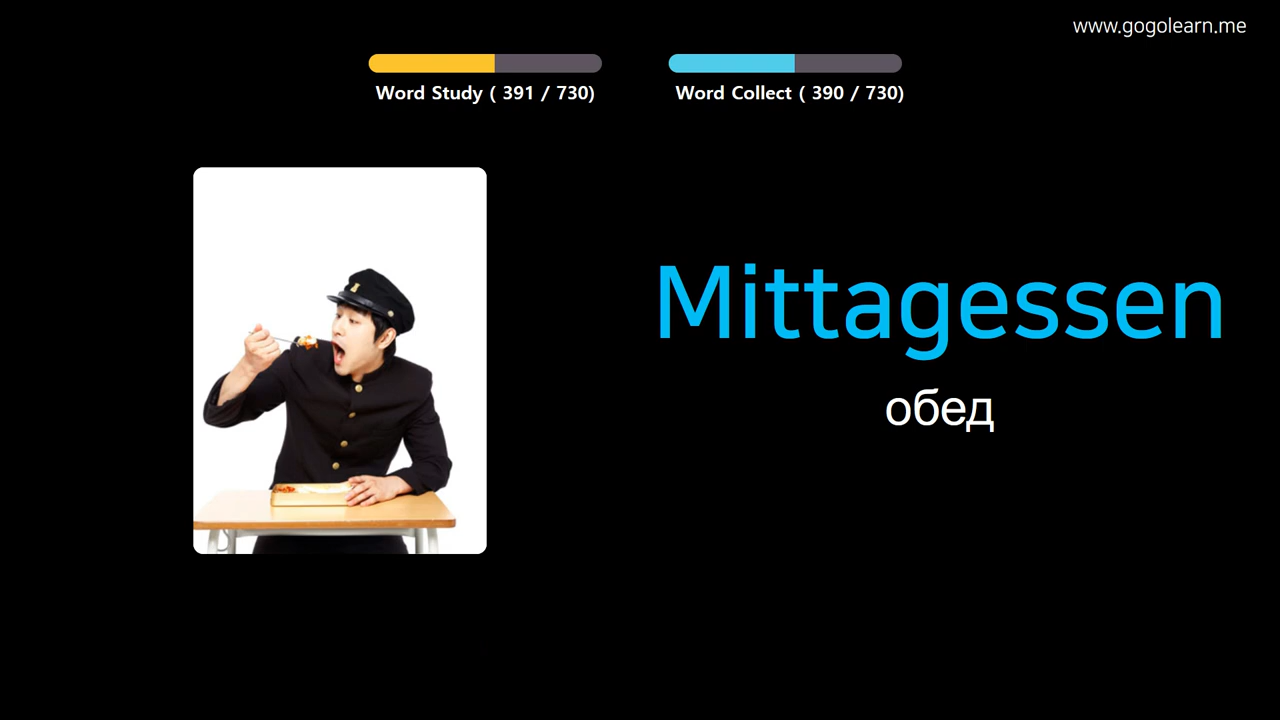 www.gogolearn.me
Word Study ( 391 / 730)
Word Collect ( 390 / 730)
Mittagessen
обед